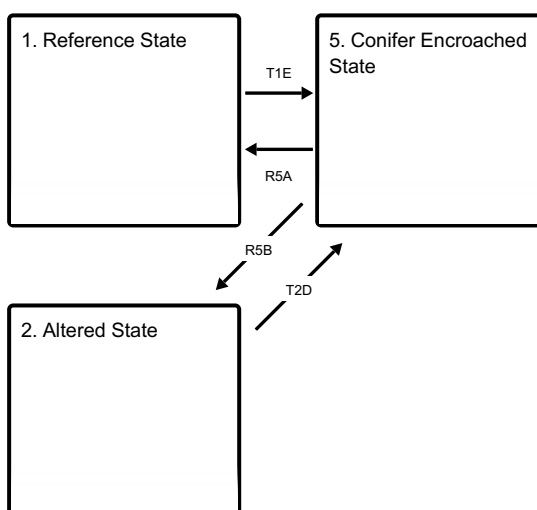 1. Reference State
5. Conifer Encroached
State
T1E
R5A
R5B
T2D
2. Altered State